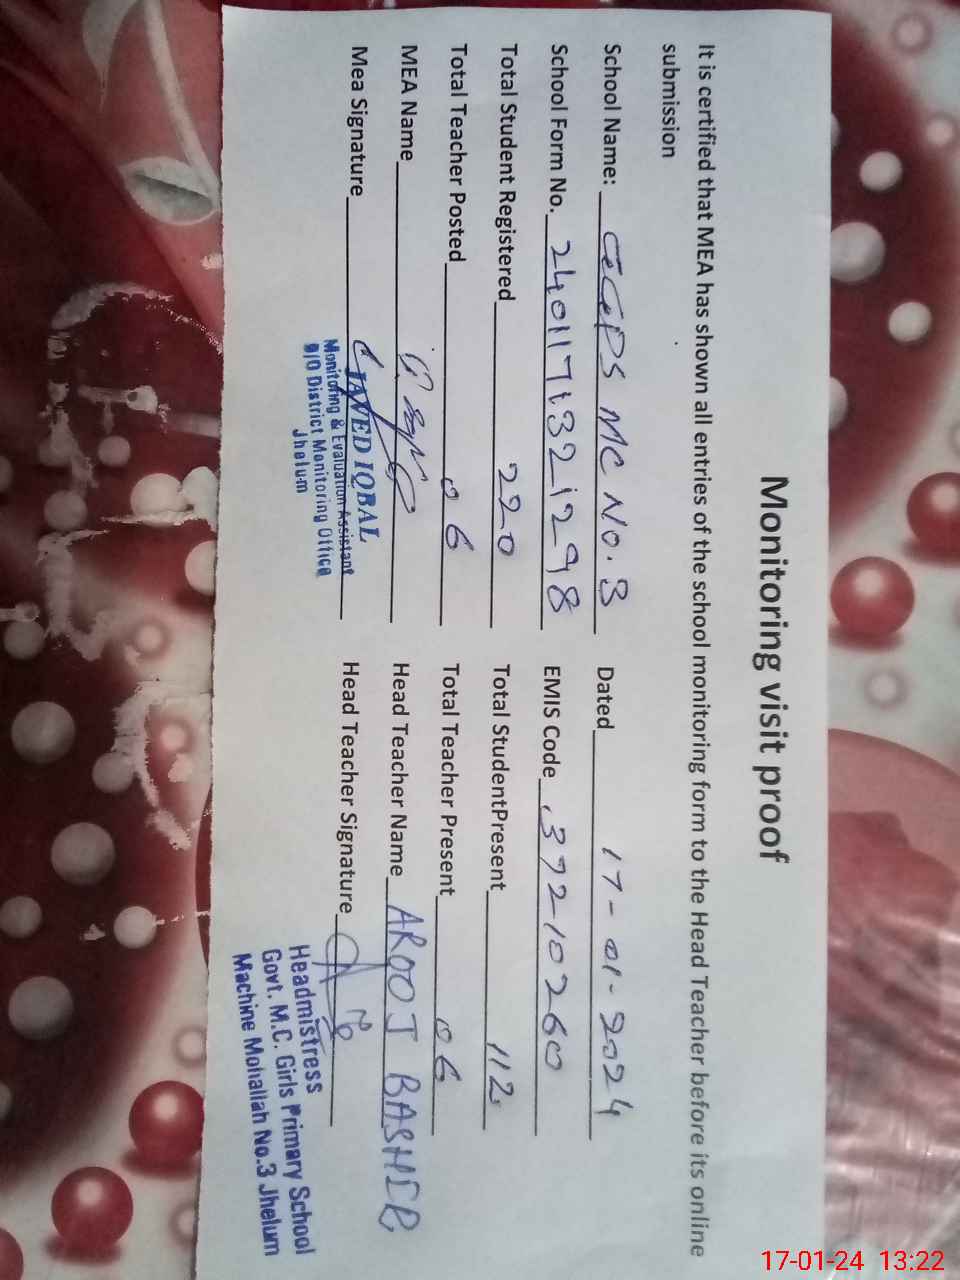 Monitoring visit proof
It is certified that MEA has shown all entries of the school monitoring form to the Head Teacher before its online
submission
School Name: GGPS MC No. 3 Dated 17-01-2024
School Form No. 2401171321298 EMIS Code 37210260
Total Student Registered 220 Total StudentPresent 112
Total Teacher Posted 06 Total Teacher Present 06
MEA Name Head Teacher Name AROOJ BASHIR
Mea Signature Head Teacher Signature
JAVED IQBAL
Monitoring & Evaluation Assistant
O/O District Monitoring Office
Jhelum
Headmistress
Govt. M.C. Girls Primary School
Machine Mohallah No.3 Jhelum
17-01-24 13:22